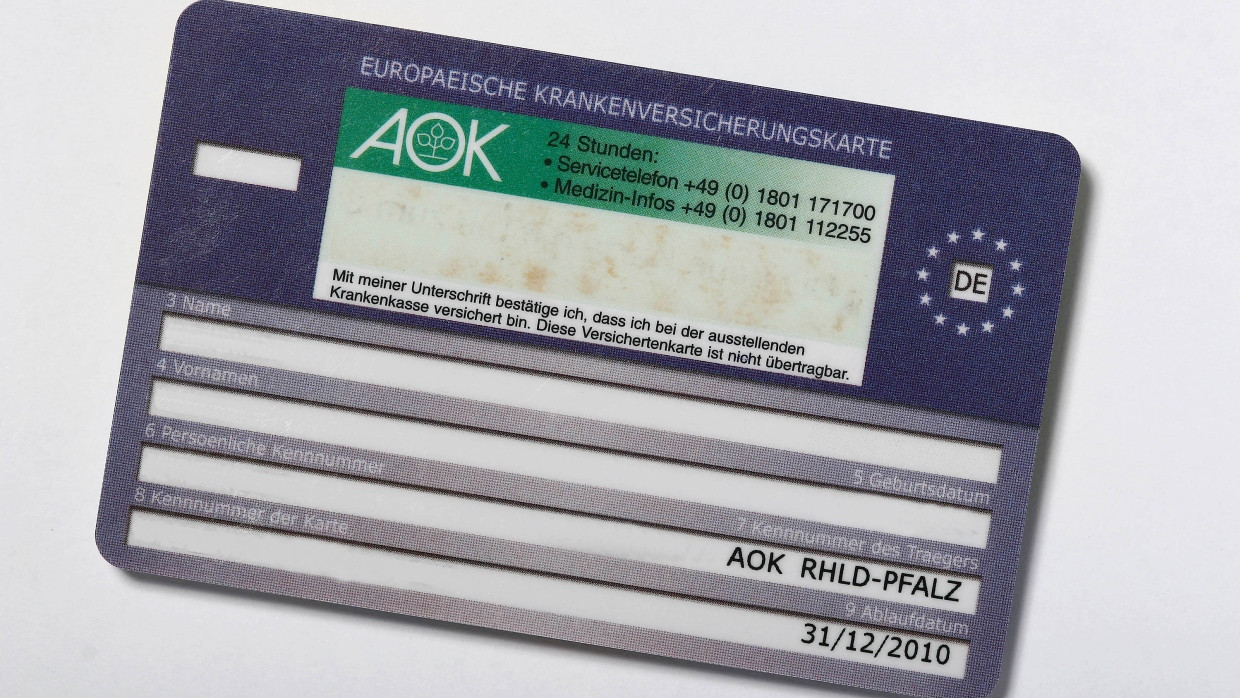 EUROPAEISCHE KRANKENVERSICHERUNGSKARTE
AOK
24 Stunden:
• Servicetelefon +49 (0) 1801 171700
• Medizin-Infos +49 (0) 1801 112255
DE
Mit meiner Unterschrift bestätige ich, dass ich bei der ausstellenden
Krankenkasse versichert bin. Diese Versichertenkarte ist nicht übertragbar.
3 Name
4 Vornamen
5 Geburtsdatum
6 Persoenliche Kennnummer
7 Kennnummer des Traegers
AOK RHLD-PFALZ
8 Kennnummer der Karte
9 Ablaufdatum
31/12/2010